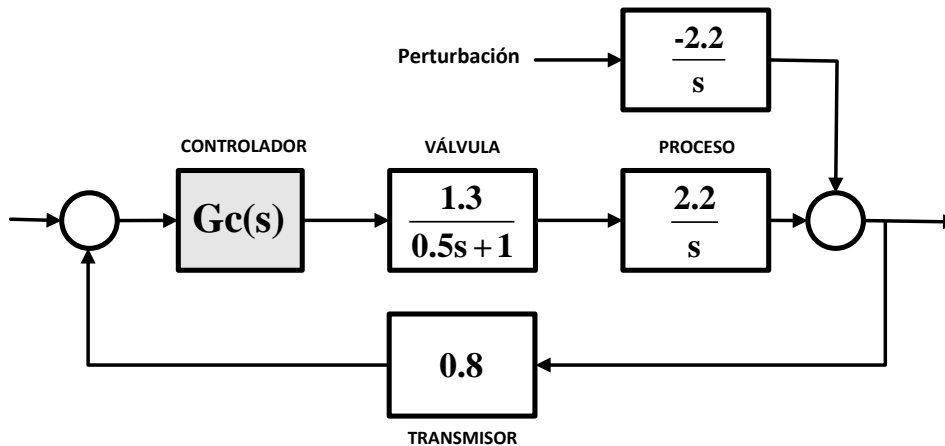 -2.2
Perturbación
s
CONTROLADOR
VÁLVULA
PROCESO
Gc(s)
1.3
0.5s + 1
2.2
s
0.8
TRANSMISOR